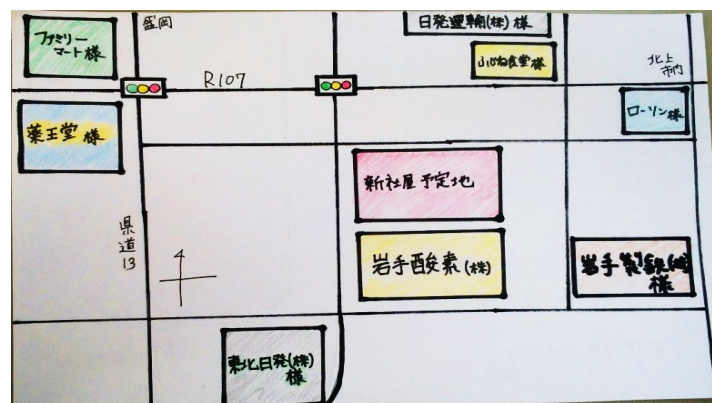 盛岡
日発運輸(株)様
ファミリー
マート様
ふじね食堂様
北上
市内
R107
ローソン様
薬王堂様
新社屋予定地
県道13
岩手酸素(株)
岩手製鉄(株)
様
東北日発(株)
様